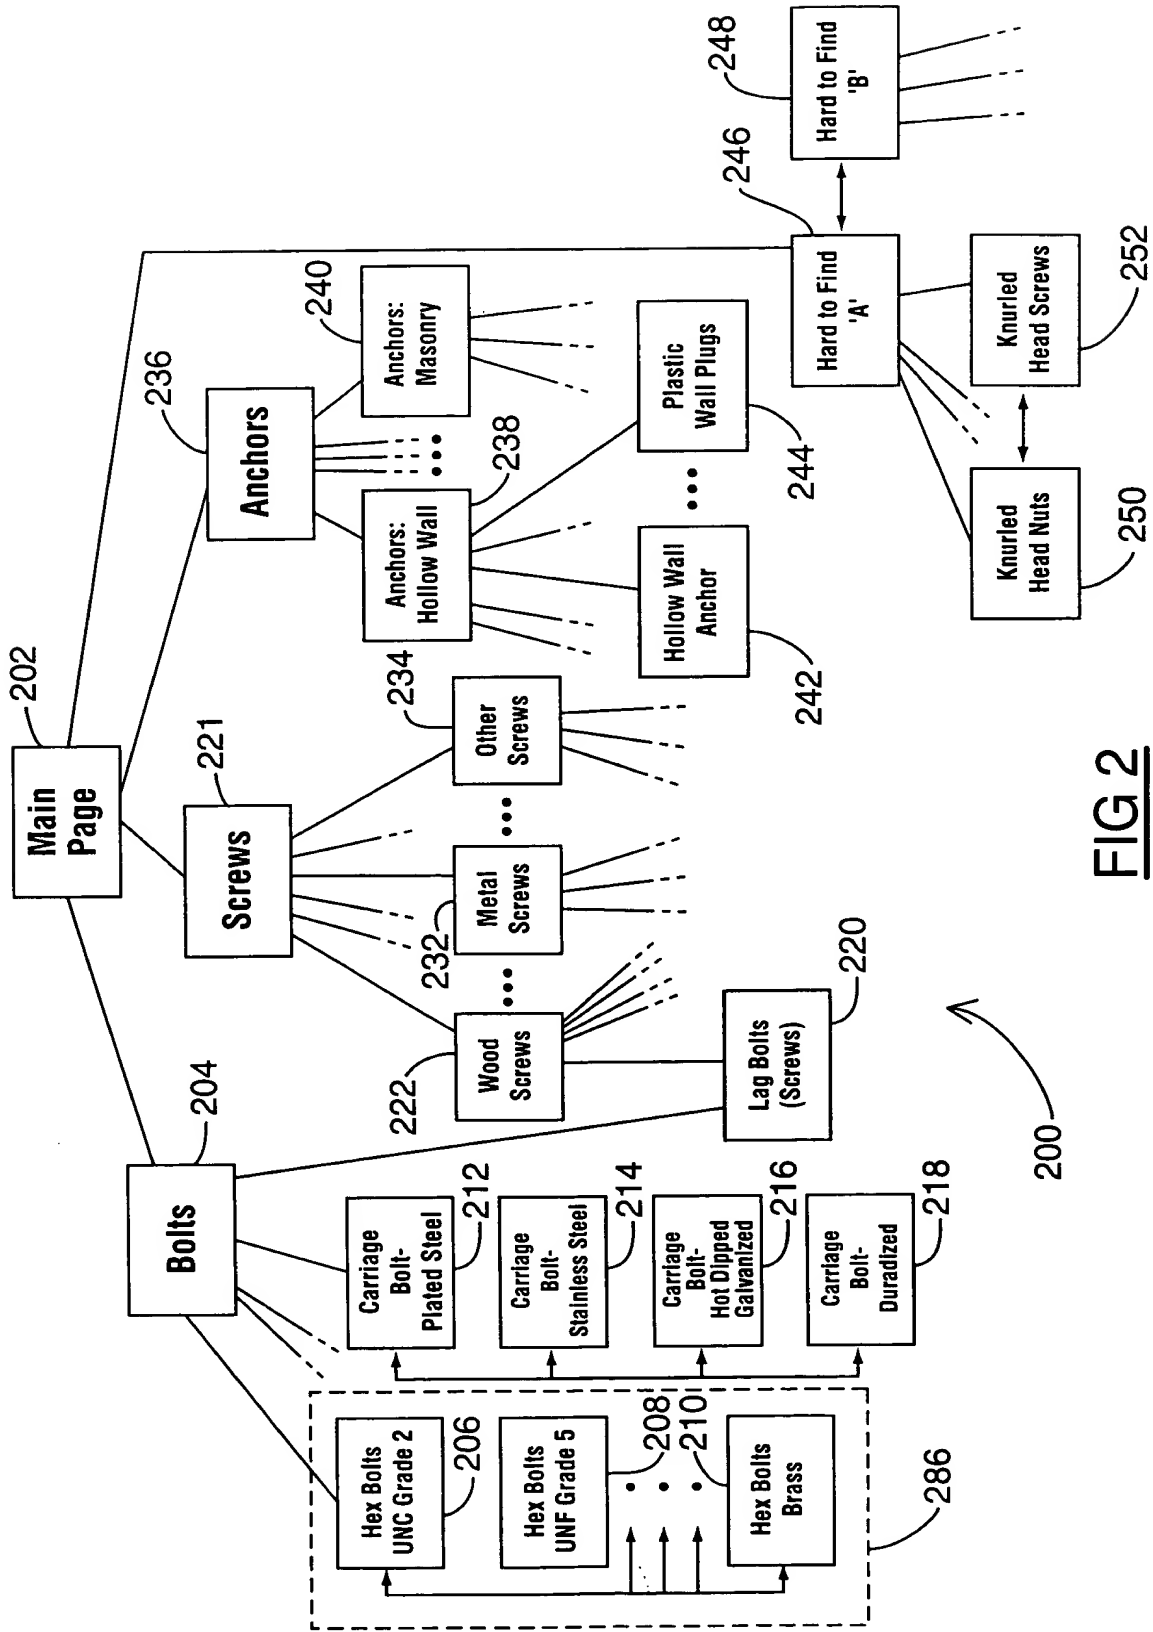 202
Main
Page
204
Bolts
221
Screws
236
Anchors
206
Hex Bolts
UNC Grade 2
208
Hex Bolts
UNF Grade 5
210
Hex Bolts
Brass
286
212
Carriage
Bolt-
Plated Steel
214
Carriage
Bolt-
Stainless Steel
216
Carriage
Bolt-
Hot Dipped
Galvanized
218
Carriage
Bolt-
Duradized
220
Lag Bolts
(Screws)
222
Wood
Screws
232
Metal
Screws
234
Other
Screws
238
Anchors:
Hollow Wall
240
Anchors:
Masonry
242
Hollow Wall
Anchor
244
Plastic
Wall Plugs
246
Hard to Find
'A'
248
Hard to Find
'B'
250
Knurled
Head Nuts
252
Knurled
Head Screws
200
FIG 2